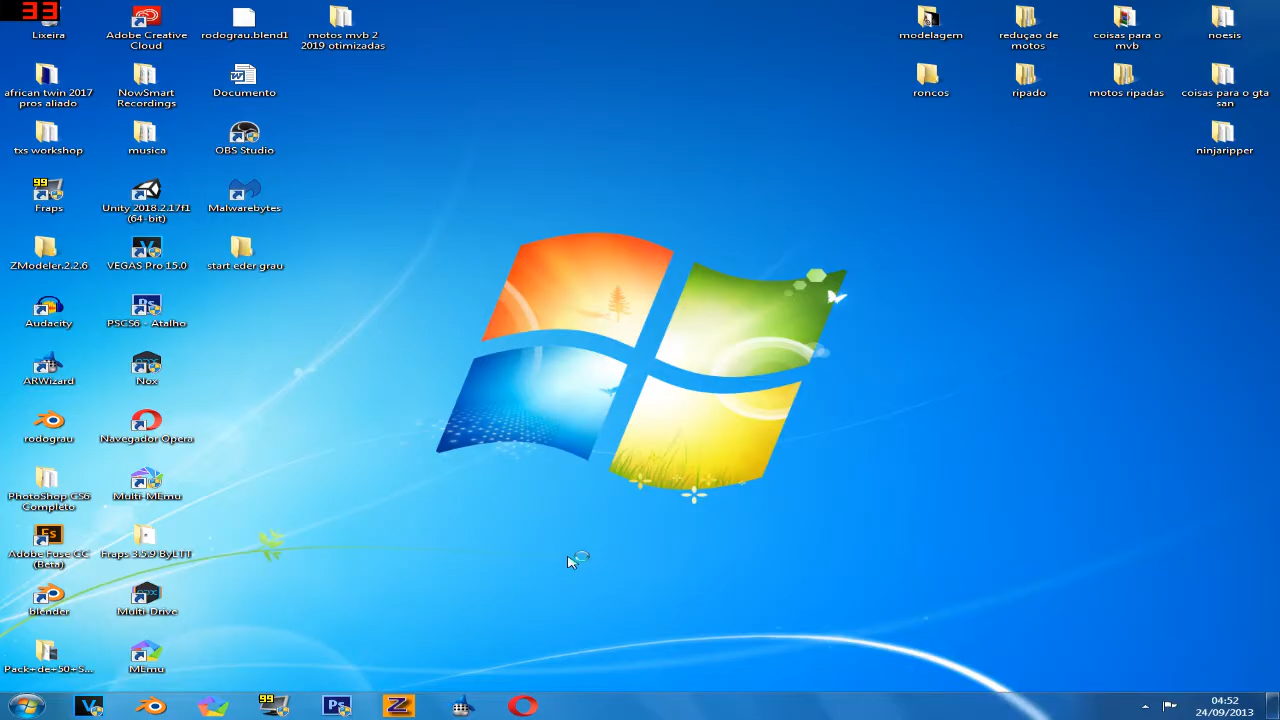 33
Lixeira
Adobe Creative
Cloud
rodograu.blend1
motos mvb 2
2019 otimizadas
modelagem
reduçao de
motos
coisas para o
mvb
noesis
african twin 2017
pros aliado
NowSmart
Recordings
Documento
roncos
ripado
motos ripadas
coisas para o gta
san
txs workshop
musica
OBS Studio
ninjaripper
99
Fraps
Unity 2018.2.17f1
(64-bit)
Malwarebytes
ZModeler.2.2.6
VEGAS Pro 15.0
start eder grau
Audacity
PSCS6 - Atalho
ARWizard
Nox
rodograu
Navegador Opera
PhotoShop CS6
Completo
Multi-MEmu
Adobe Fuse CC
(Beta)
Fraps 3.5.9 ByLTT
blender
Multi-Drive
Pack+de+50+S...
MEmu
99
04:52
24/09/2013